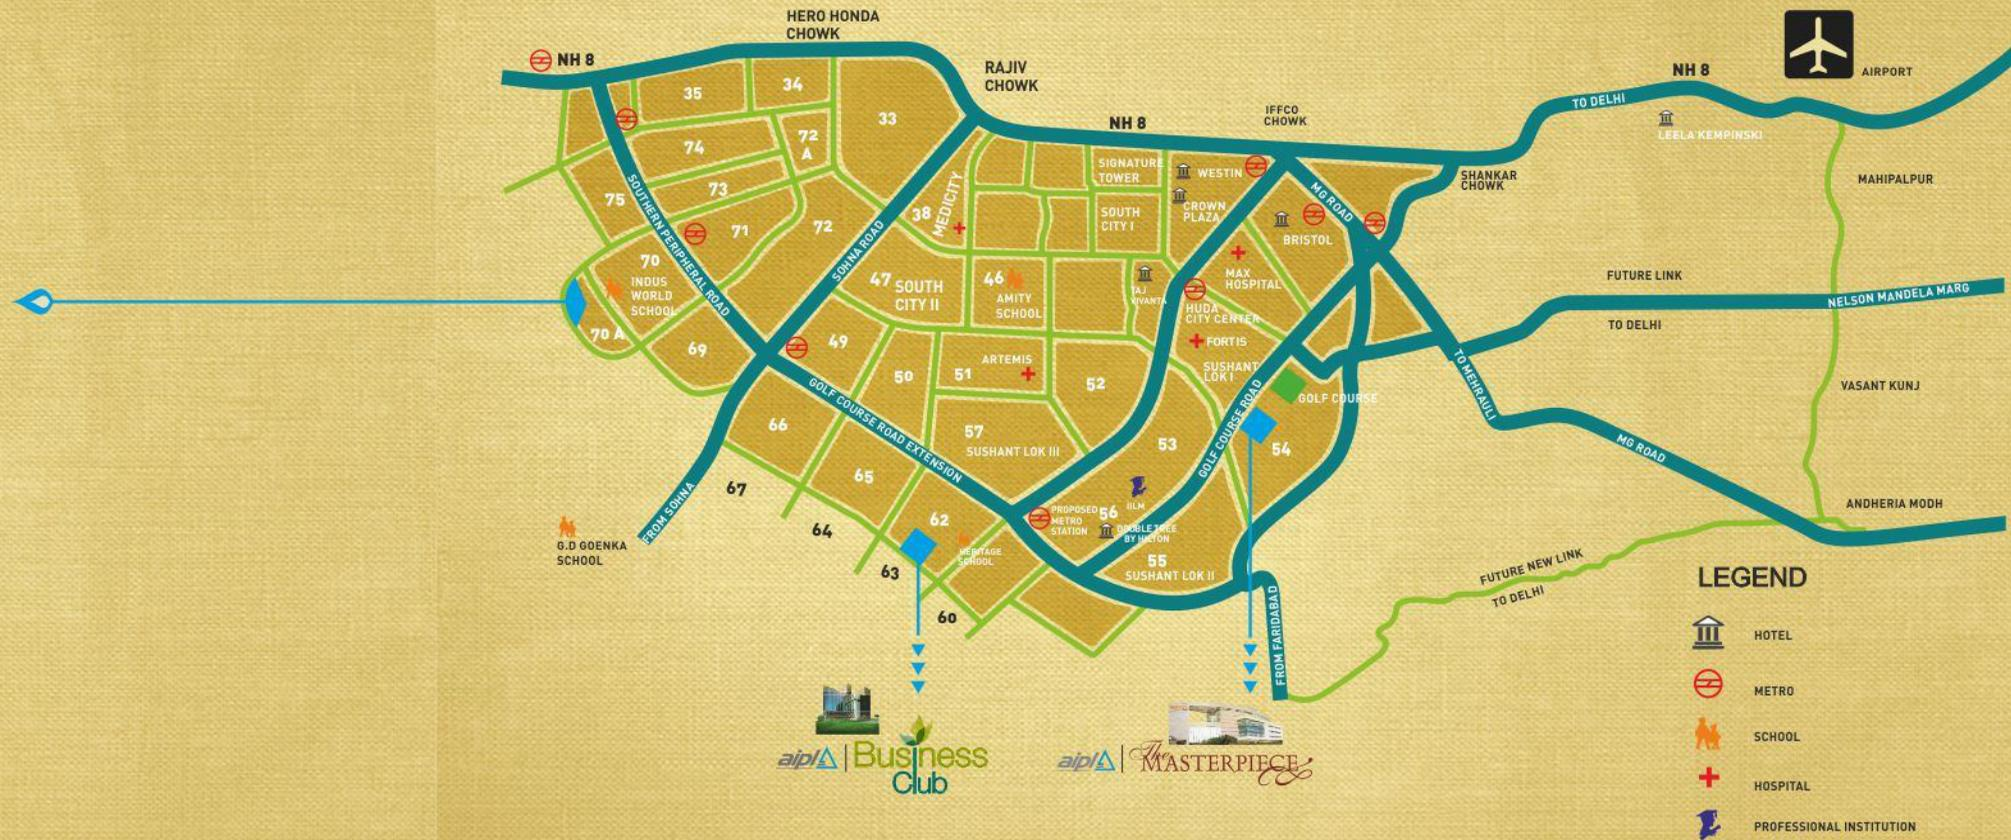 HERO HONDA
CHOWK
NH 8
RAJIV
CHOWK
NH 8
IFFCO
CHOWK
NH 8
AIRPORT
TO DELHI
LEELA KEMPINSKI
SHANKAR
CHOWK
MAHIPALPUR
35
34
33
74
72
A
73
75
71
72
70
INDUS
WORLD
SCHOOL
70 A
69
SOUTHERN PERIPHERAL ROAD
SOHNA ROAD
38
MEDICITY
SIGNATURE
TOWER
SOUTH
CITY I
WESTIN
CROWN
PLAZA
MG ROAD
BRISTOL
MAX
HOSPITAL
47
SOUTH
CITY II
46
AMITY
SCHOOL
TAJ
VIVANTA
HUDA
CITY CENTER
FORTIS
SUSHANT
LOK I
FUTURE LINK
TO DELHI
NELSON MANDELA MARG
49
50
51
ARTEMIS
52
GOLF COURSE
GOLF COURSE ROAD
TO MEHRAULI
VASANT KUNJ
GOLF COURSE ROAD EXTENSION
66
57
SUSHANT LOK III
53
54
MG ROAD
65
67
FROM SOHNA
64
62
HERITAGE
SCHOOL
PROPOSED
METRO
STATION
56
IILM
DOUBLE TREE
BY HILTON
55
SUSHANT LOK II
ANDHERIA MODH
G.D GOENKA
SCHOOL
63
60
FROM FARIDABAD
FUTURE NEW LINK
TO DELHI
LEGEND
HOTEL
METRO
SCHOOL
HOSPITAL
PROFESSIONAL INSTITUTION
aipl
Business
Club
aipl
The
MASTERPIECE